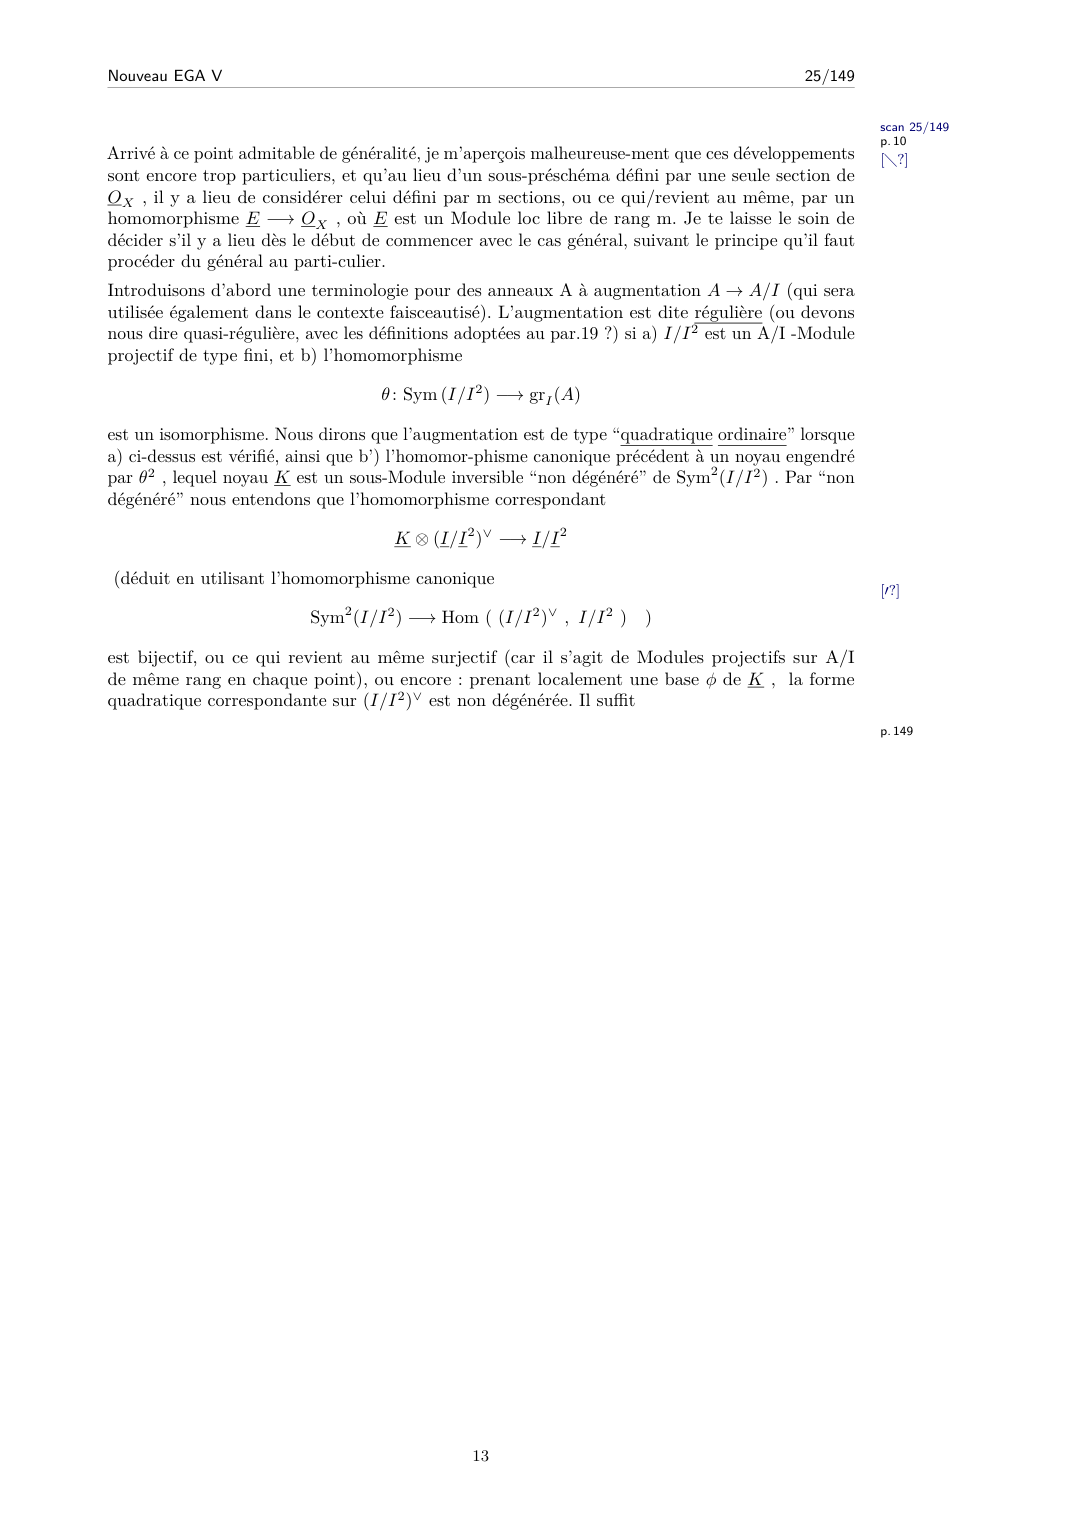 Nouveau EGA V 25/149
scan 25/149
p. 10
[↘?]
Arrivé à ce point admitable de généralité, je m'aperçois malheureuse-ment que ces développements
sont encore trop particuliers, et qu'au lieu d'un sous-préschéma défini par une seule section de
O_X , il y a lieu de considérer celui défini par m sections, ou ce qui/revient au même, par un
homomorphisme E ⟶ O_X , où E est un Module loc libre de rang m. Je te laisse le soin de
décider s'il y a lieu dès le début de commencer avec le cas général, suivant le principe qu'il faut
procéder du général au parti-culier.
Introduisons d'abord une terminologie pour des anneaux A à augmentation A → A/I (qui sera
utilisée également dans le contexte faisceautisé). L'augmentation est dite régulière (ou devons
nous dire quasi-régulière, avec les définitions adoptées au par.19 ?) si a) I/I² est un A/I -Module
projectif de type fini, et b) l'homomorphisme
θ: Sym (I/I²) ⟶ gr_I(A)
est un isomorphisme. Nous dirons que l'augmentation est de type “quadratique ordinaire” lorsque
a) ci-dessus est vérifié, ainsi que b') l'homomor-phisme canonique précédent à un noyau engendré
par θ² , lequel noyau K est un sous-Module inversible “non dégénéré” de Sym²(I/I²) . Par “non
dégénéré” nous entendons que l'homomorphisme correspondant
K ⊗ (I/I²)^∨ ⟶ I/I²
(déduit en utilisant l'homomorphisme canonique
[′?]
Sym²(I/I²) ⟶ Hom ( (I/I²)^∨ , I/I² ) )
est bijectif, ou ce qui revient au même surjectif (car il s'agit de Modules projectifs sur A/I
de même rang en chaque point), ou encore : prenant localement une base ϕ de K , la forme
quadratique correspondante sur (I/I²)^∨ est non dégénérée. Il suffit
p. 149
13